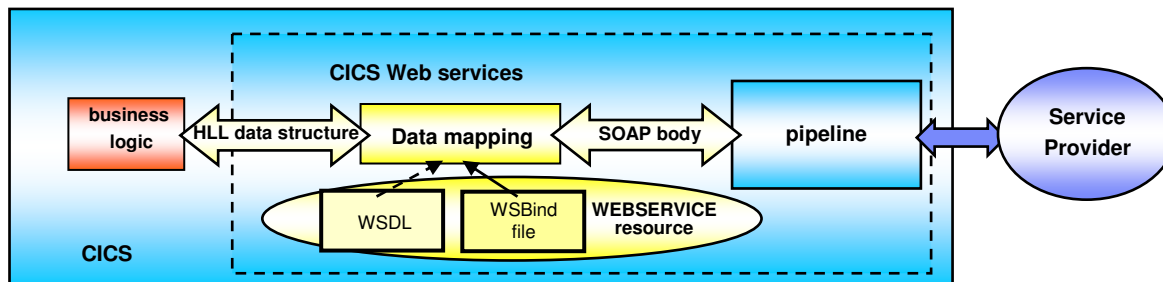 CICS Web services
business
logic
HLL data structure
Data mapping
SOAP body
pipeline
Service
Provider
WSDL
WSBind
file
WEBSERVICE
resource
CICS